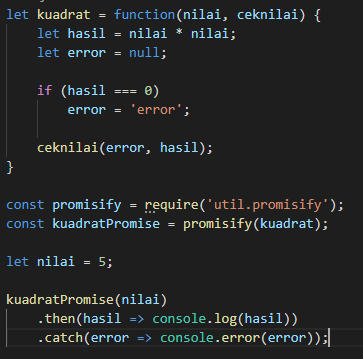 let kuadrat = function(nilai, ceknilai) {
    let hasil = nilai * nilai;
    let error = null;

    if (hasil === 0)
        error = 'error';

    ceknilai(error, hasil);
}

const promisify = require('util.promisify');
const kuadratPromise = promisify(kuadrat);

let nilai = 5;

kuadratPromise(nilai)
    .then(hasil => console.log(hasil))
    .catch(error => console.error(error));